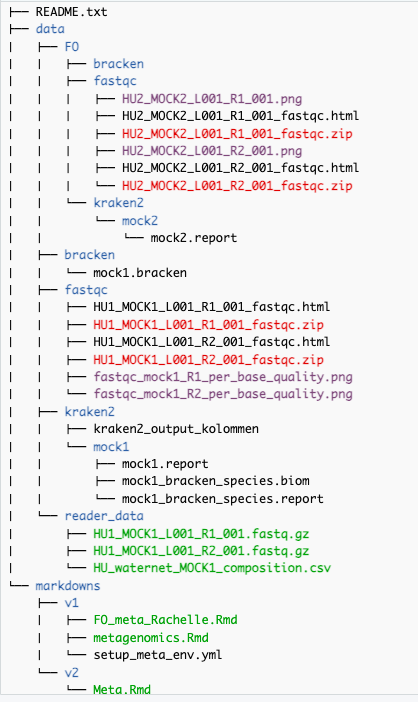 ├── README.txt
├── data
|   ├── FO
|   |   ├── bracken
|   |   ├── fastqc
|   |   |   ├── HU2_MOCK2_L001_R1_001.png
|   |   |   ├── HU2_MOCK2_L001_R1_001_fastqc.html
|   |   |   ├── HU2_MOCK2_L001_R1_001_fastqc.zip
|   |   |   ├── HU2_MOCK2_L001_R2_001.png
|   |   |   ├── HU2_MOCK2_L001_R2_001_fastqc.html
|   |   |   └── HU2_MOCK2_L001_R2_001_fastqc.zip
|   |   └── kraken2
|   |       └── mock2
|   |           └── mock2.report
|   ├── bracken
|   |   └── mock1.bracken
|   ├── fastqc
|   |   ├── HU1_MOCK1_L001_R1_001_fastqc.html
|   |   ├── HU1_MOCK1_L001_R1_001_fastqc.zip
|   |   ├── HU1_MOCK1_L001_R2_001_fastqc.html
|   |   ├── HU1_MOCK1_L001_R2_001_fastqc.zip
|   |   ├── fastqc_mock1_R1_per_base_quality.png
|   |   └── fastqc_mock1_R2_per_base_quality.png
|   ├── kraken2
|   |   ├── kraken2_output_kolommen
|   |   └── mock1
|   |       ├── mock1.report
|   |       ├── mock1_bracken_species.biom
|   |       └── mock1_bracken_species.report
|   └── reader_data
|       ├── HU1_MOCK1_L001_R1_001.fastq.gz
|       ├── HU1_MOCK1_L001_R2_001.fastq.gz
|       └── HU_waternet_MOCK1_composition.csv
└── markdowns
    ├── v1
    |   ├── FO_meta_Rachelle.Rmd
    |   ├── metagenomics.Rmd
    |   └── setup_meta_env.yml
    └── v2
        └── Meta.Rmd